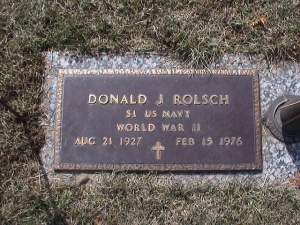 DONALD J ROLSCH
S1 US NAVY
WORLD WAR II
AUG 21 1927 FEB 15 1976